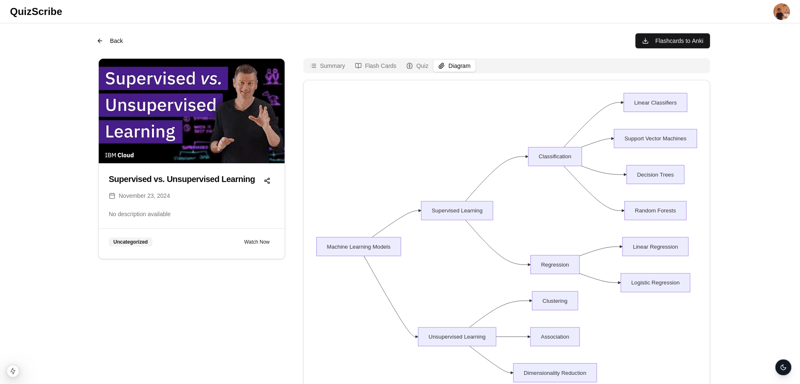 QuizScribe
Back
Flashcards to Anki
Supervised vs.
Unsupervised
Learning
IBM Cloud
Supervised vs. Unsupervised Learning
November 23, 2024
No description available
Uncategorized
Watch Now
Summary
Flash Cards
Quiz
Diagram
Machine Learning Models
Supervised Learning
Unsupervised Learning
Classification
Regression
Clustering
Association
Dimensionality Reduction
Linear Classifiers
Support Vector Machines
Decision Trees
Random Forests
Linear Regression
Logistic Regression